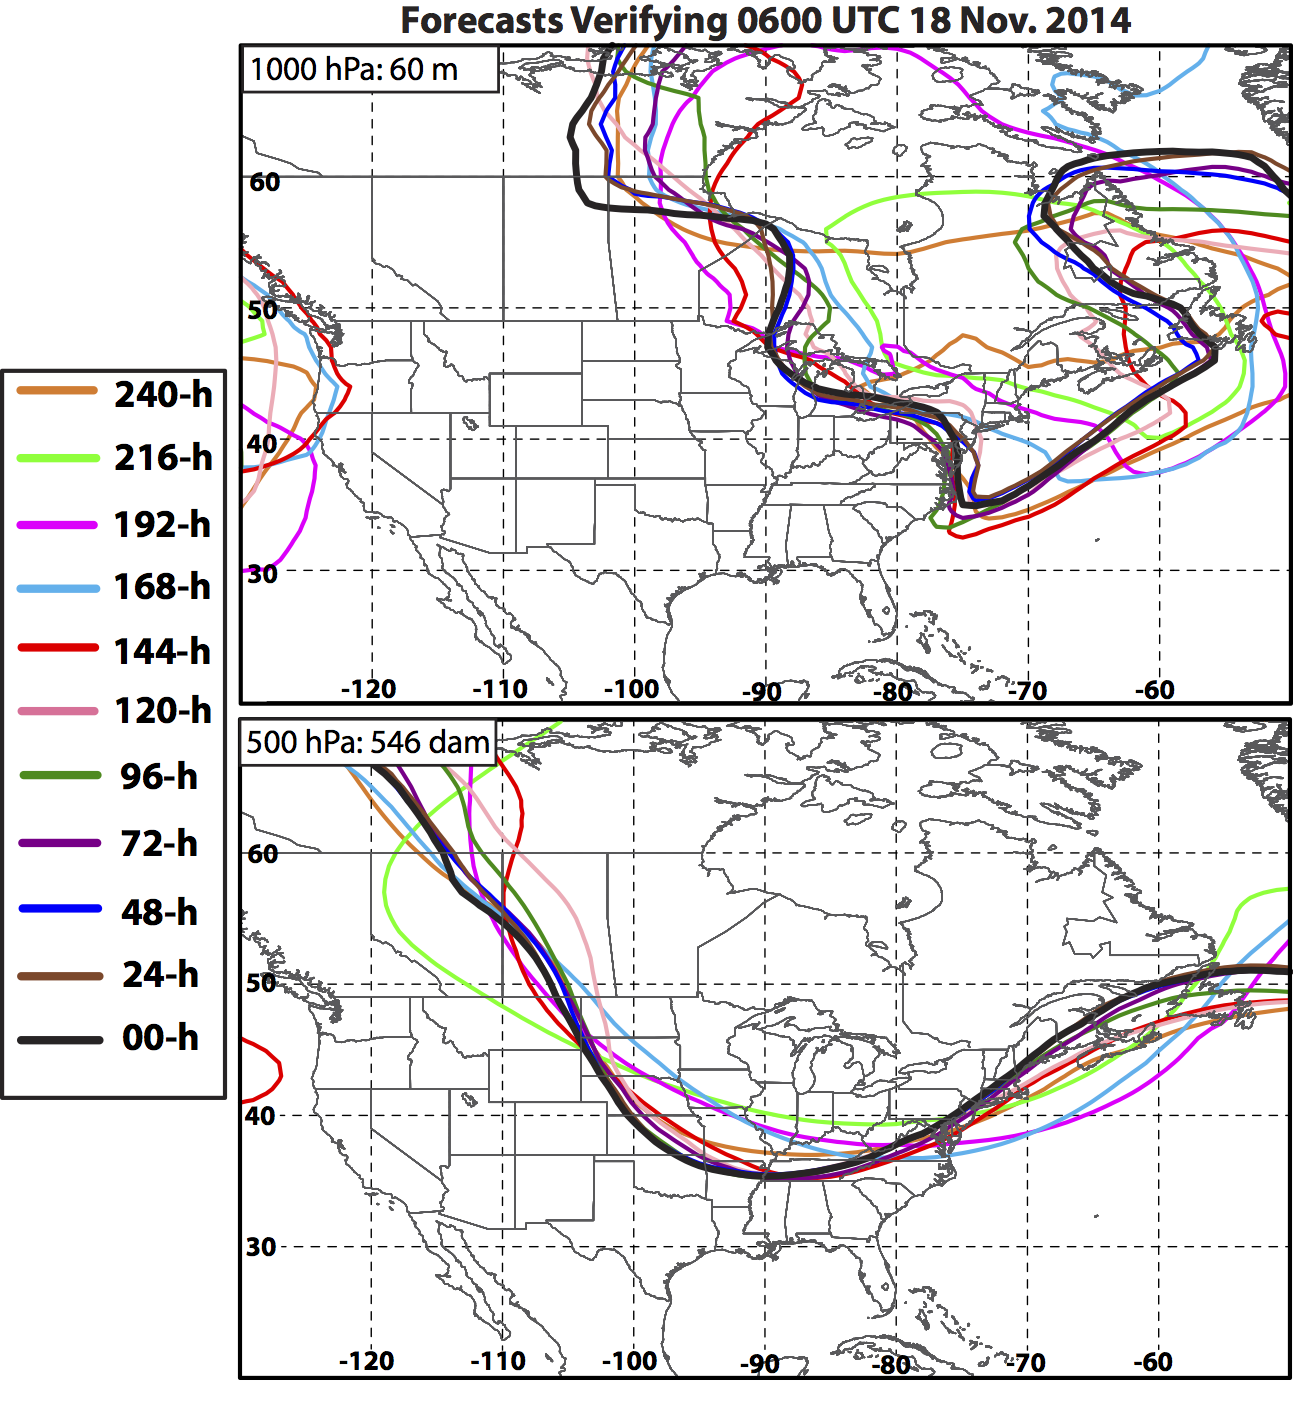 Forecasts Verifying 0600 UTC 18 Nov. 2014
1000 hPa: 60 m
60
50
40
30
-120
-110
-100
-90
-80
-70
-60
240-h
216-h
192-h
168-h
144-h
120-h
96-h
72-h
48-h
24-h
00-h
500 hPa: 546 dam
60
50
40
30
-120
-110
-100
-90
-80
-70
-60